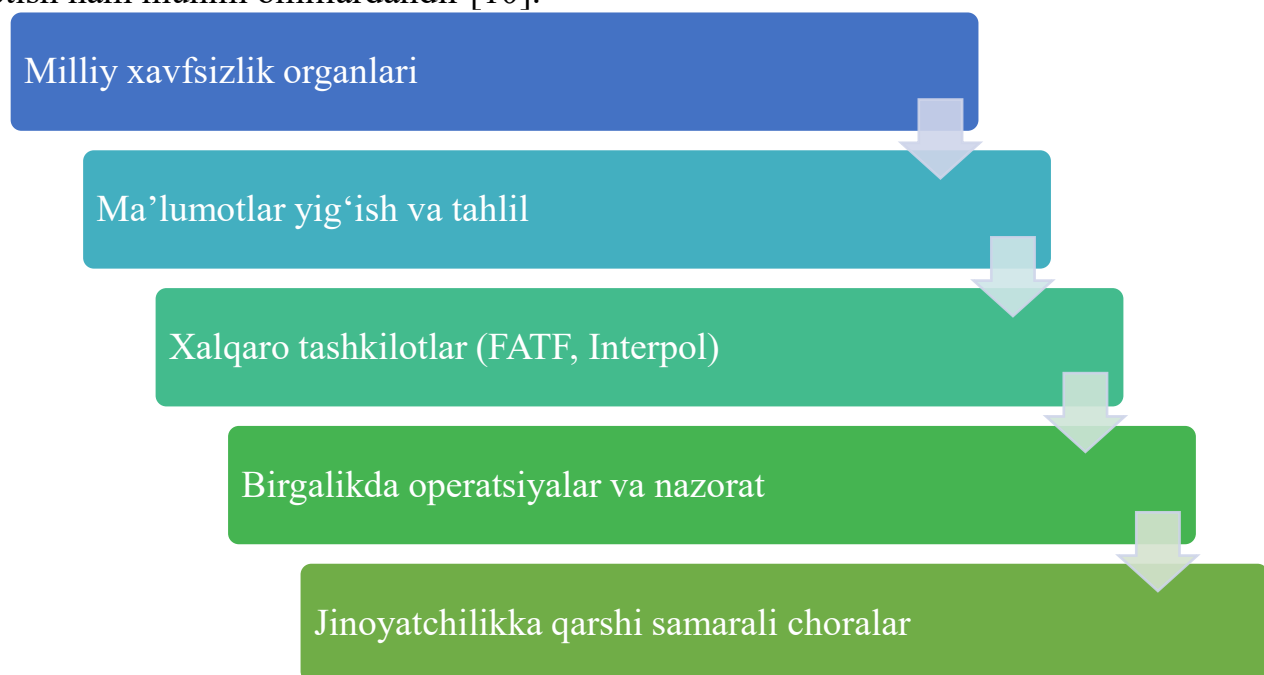 Milliy xavfsizlik organlari
Ma’lumotlar yig‘ish va tahlil
Xalqaro tashkilotlar (FATF, Interpol)
Birgalikda operatsiyalar va nazorat
Jinoyatchilikka qarshi samarali choralar